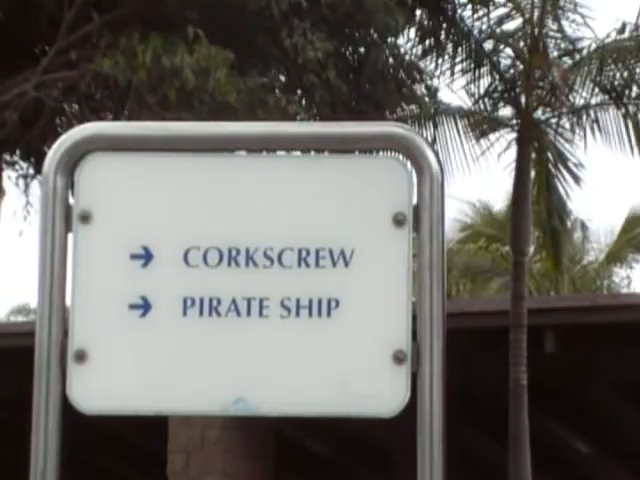 → CORKSCREW
→ PIRATE SHIP